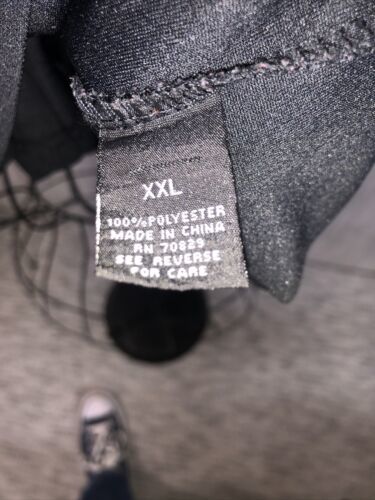 XXL
100% POLYESTER
MADE IN CHINA
RN 70829
SEE REVERSE
FOR CARE